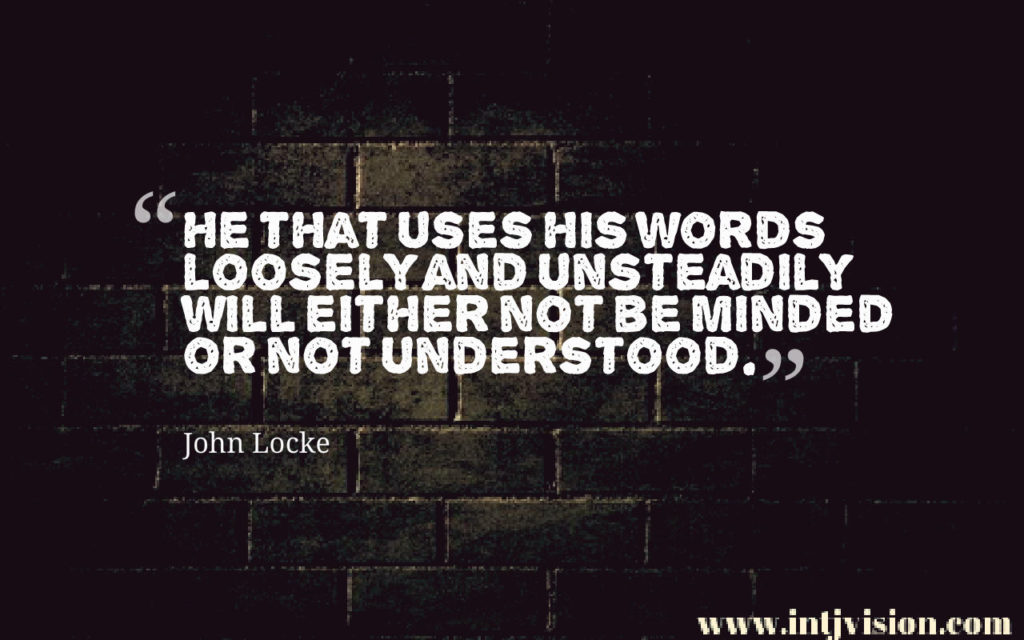 “HE THAT USES HIS WORDS
LOOSELY AND UNSTEADILY
WILL EITHER NOT BE MINDED
OR NOT UNDERSTOOD.”
John Locke
www.intjvision.com